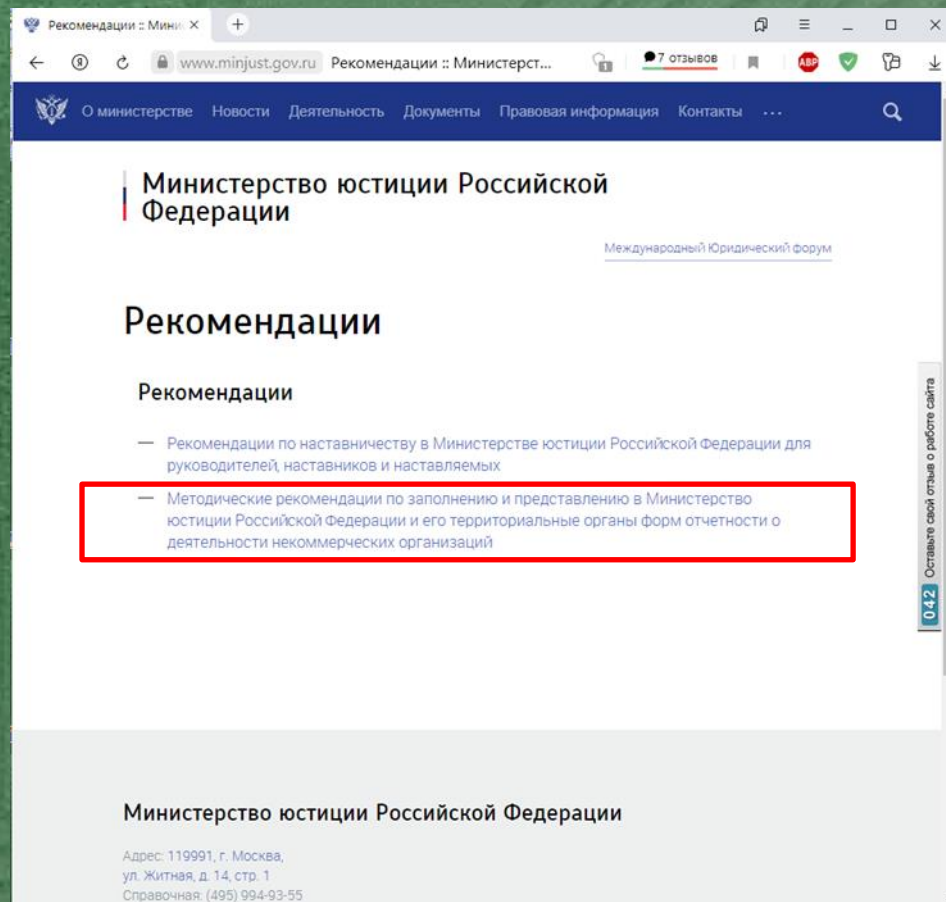 Рекомендации :: Мини
www.minjust.gov.ru Рекомендации :: Министерст... 1 7 отзывов ABP
О министерстве Новости Деятельность Документы Правовая информация Контакты ...
Министерство юстиции Российской
Федерации
Международный Юридический форум
Рекомендации
Рекомендации
— Рекомендации по наставничеству в Министерстве юстиции Российской Федерации для
руководителей, наставников и наставляемых
— Методические рекомендации по заполнению и представлению в Министерство
юстиции Российской Федерации и его территориальные органы форм отчетности о
деятельности некоммерческих организаций
042 Оставьте свой отзыв о работе сайта
Министерство юстиции Российской Федерации
Адрес: 119991, г. Москва,
ул. Житная, д. 14, стр. 1
Справочная: (495) 994-93-55